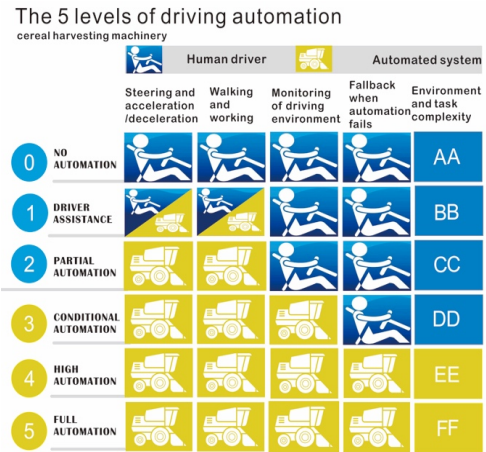 The 5 levels of driving automation
cereal harvesting machinery
Human driver
Automated system
Steering and
acceleration
/deceleration
Walking
and
working
Monitoring
of driving
environment
Fallback
when
automation
fails
Environment
and task
complexity
0
NO
AUTOMATION
AA
1
DRIVER
ASSISTANCE
BB
2
PARTIAL
AUTOMATION
CC
3
CONDITIONAL
AUTOMATION
DD
4
HIGH
AUTOMATION
EE
5
FULL
AUTOMATION
FF